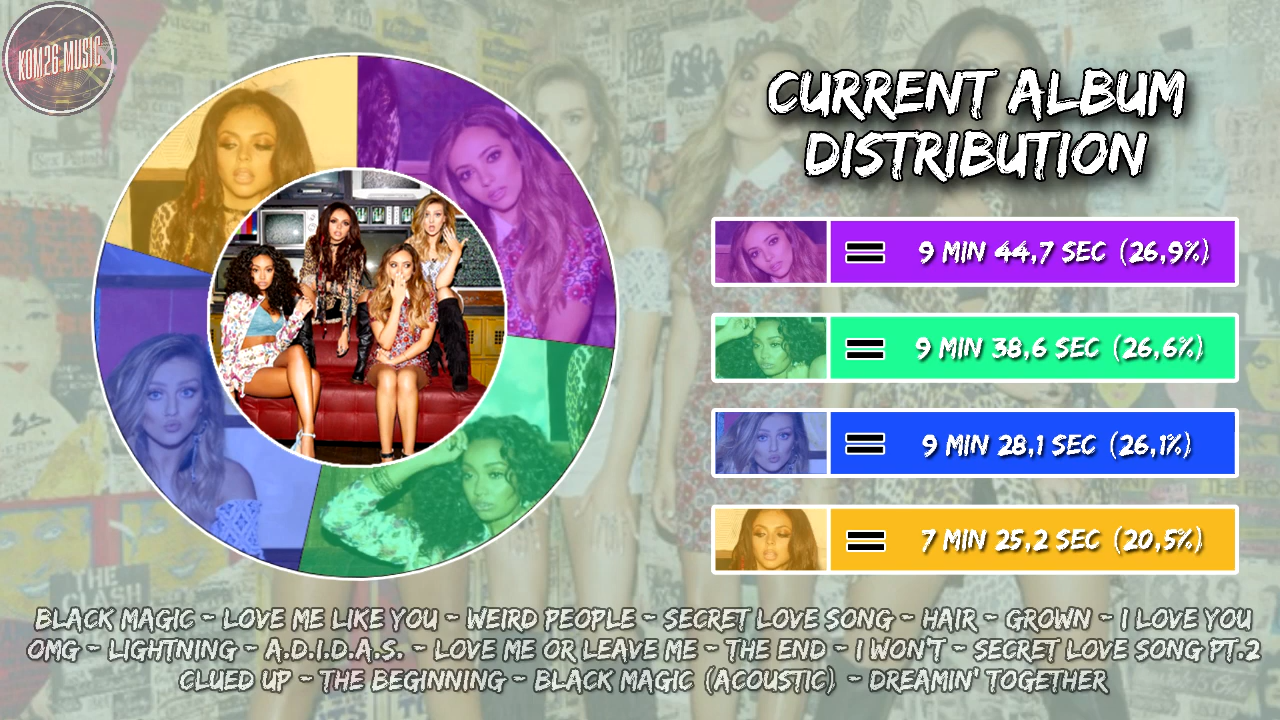 KOM26 MUSIC
CURRENT ALBUM
DISTRIBUTION
= 9 MIN 44,7 SEC (26,9%)
= 9 MIN 38,6 SEC (26,6%)
= 9 MIN 28,1 SEC (26,1%)
= 7 MIN 25,2 SEC (20,5%)
THE
CLASH
BLACK MAGIC - LOVE ME LIKE YOU - WEIRD PEOPLE - SECRET LOVE SONG - HAIR - GROWN - I LOVE YOU
OMG - LIGHTNING - A.D.I.D.A.S. - LOVE ME OR LEAVE ME - THE END - I WON'T - SECRET LOVE SONG PT.2
CLUED UP - THE BEGINNING - BLACK MAGIC (ACOUSTIC) - DREAMIN' TOGETHER